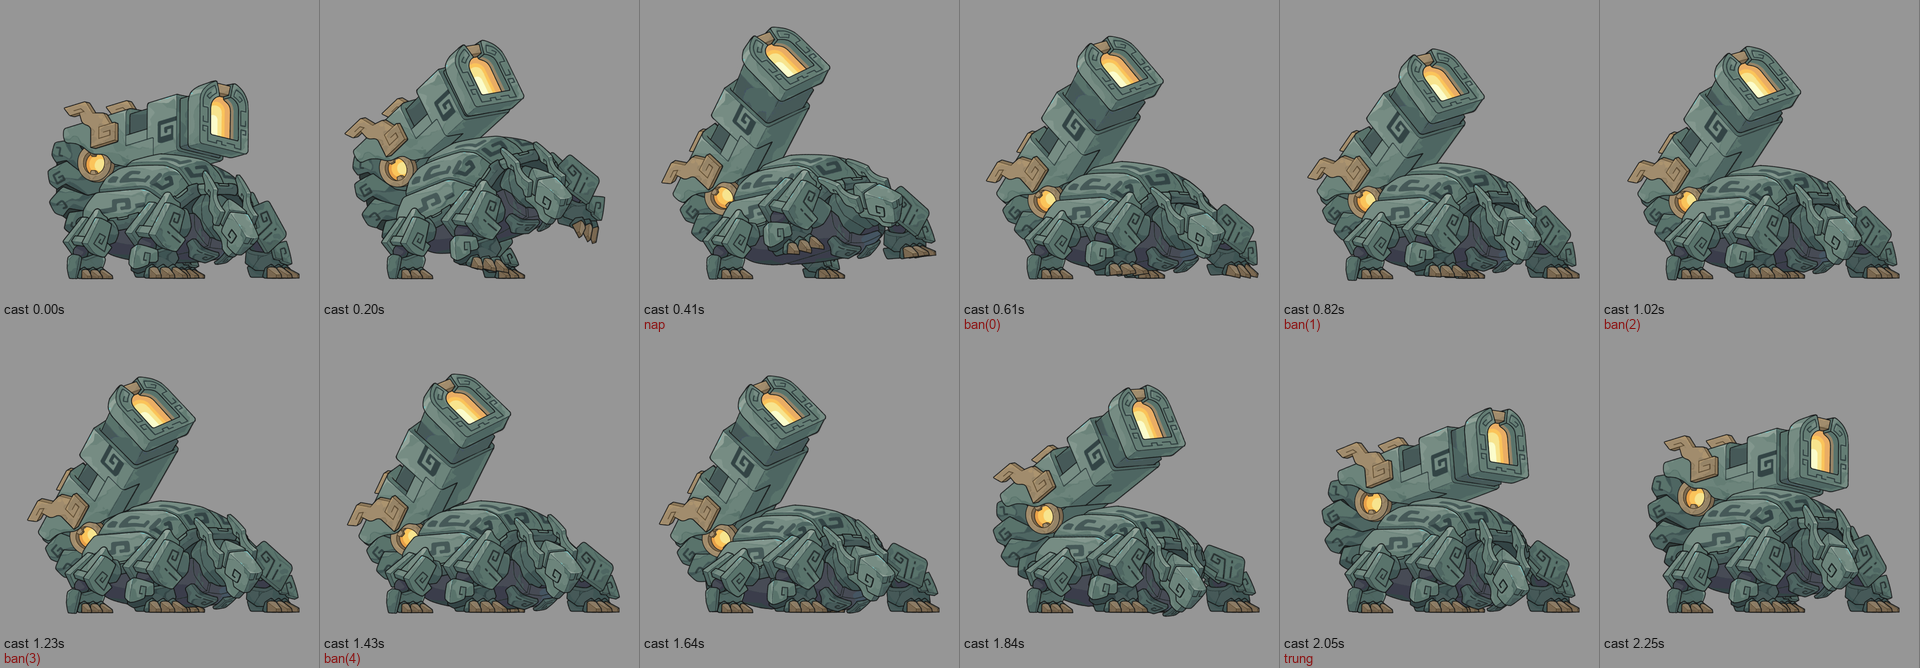 cast 0.00s
cast 0.20s
cast 0.41s
nap
cast 0.61s
ban(0)
cast 0.82s
ban(1)
cast 1.02s
ban(2)
cast 1.23s
ban(3)
cast 1.43s
ban(4)
cast 1.64s
cast 1.84s
cast 2.05s
trung
cast 2.25s